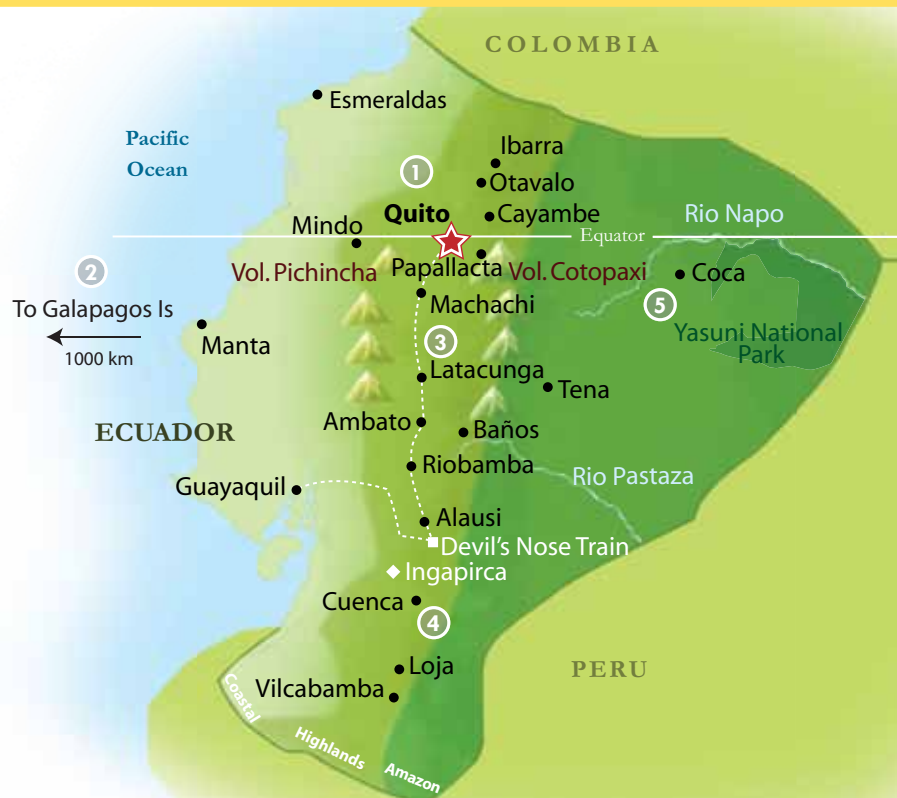 COLOMBIA
Esmeraldas
Pacific
Ocean
Ibarra
1
Otavalo
Quito
Cayambe
Rio Napo
Mindo
Equator
2
Vol. Pichincha
Papallacta
Vol. Cotopaxi
Coca
To Galapagos Is
Machachi
5
1000 km
Manta
3
Yasuni National
Park
Latacunga
Tena
ECUADOR
Ambato
Baños
Riobamba
Rio Pastaza
Guayaquil
Alausi
Devil's Nose Train
Ingapirca
Cuenca
4
Loja
PERU
Vilcabamba
Coastal
Highlands
Amazon